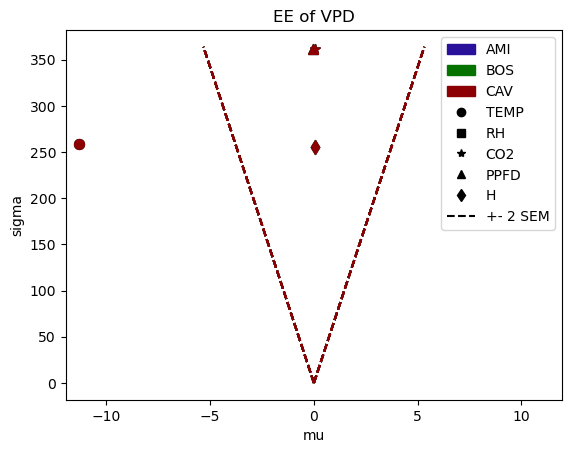 EE of VPD
350
300
250
200
150
100
50
0
sigma
−10
−5
0
5
10
mu
AMI
BOS
CAV
TEMP
RH
CO2
PPFD
H
+- 2 SEM